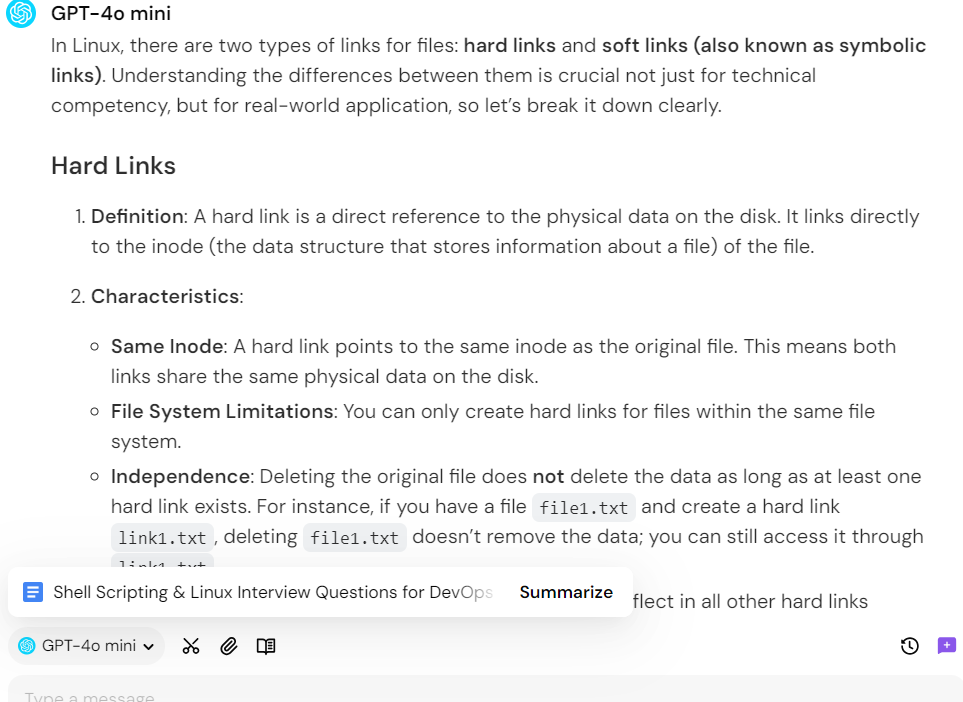 GPT-4o mini
In Linux, there are two types of links for files: hard links and soft links (also known as symbolic
links). Understanding the differences between them is crucial not just for technical
competency, but for real-world application, so let’s break it down clearly.
Hard Links
1. Definition: A hard link is a direct reference to the physical data on the disk. It links directly
to the inode (the data structure that stores information about a file) of the file.
2. Characteristics:
Same Inode: A hard link points to the same inode as the original file. This means both
links share the same physical data on the disk.
File System Limitations: You can only create hard links for files within the same file
system.
Independence: Deleting the original file does not delete the data as long as at least one
hard link exists. For instance, if you have a file file1.txt and create a hard link
link1.txt, deleting file1.txt doesn’t remove the data; you can still access it through
link1.txt
Shell Scripting & Linux Interview Questions for DevOps Summarize
flect in all other hard links
GPT-4o mini
Type a message